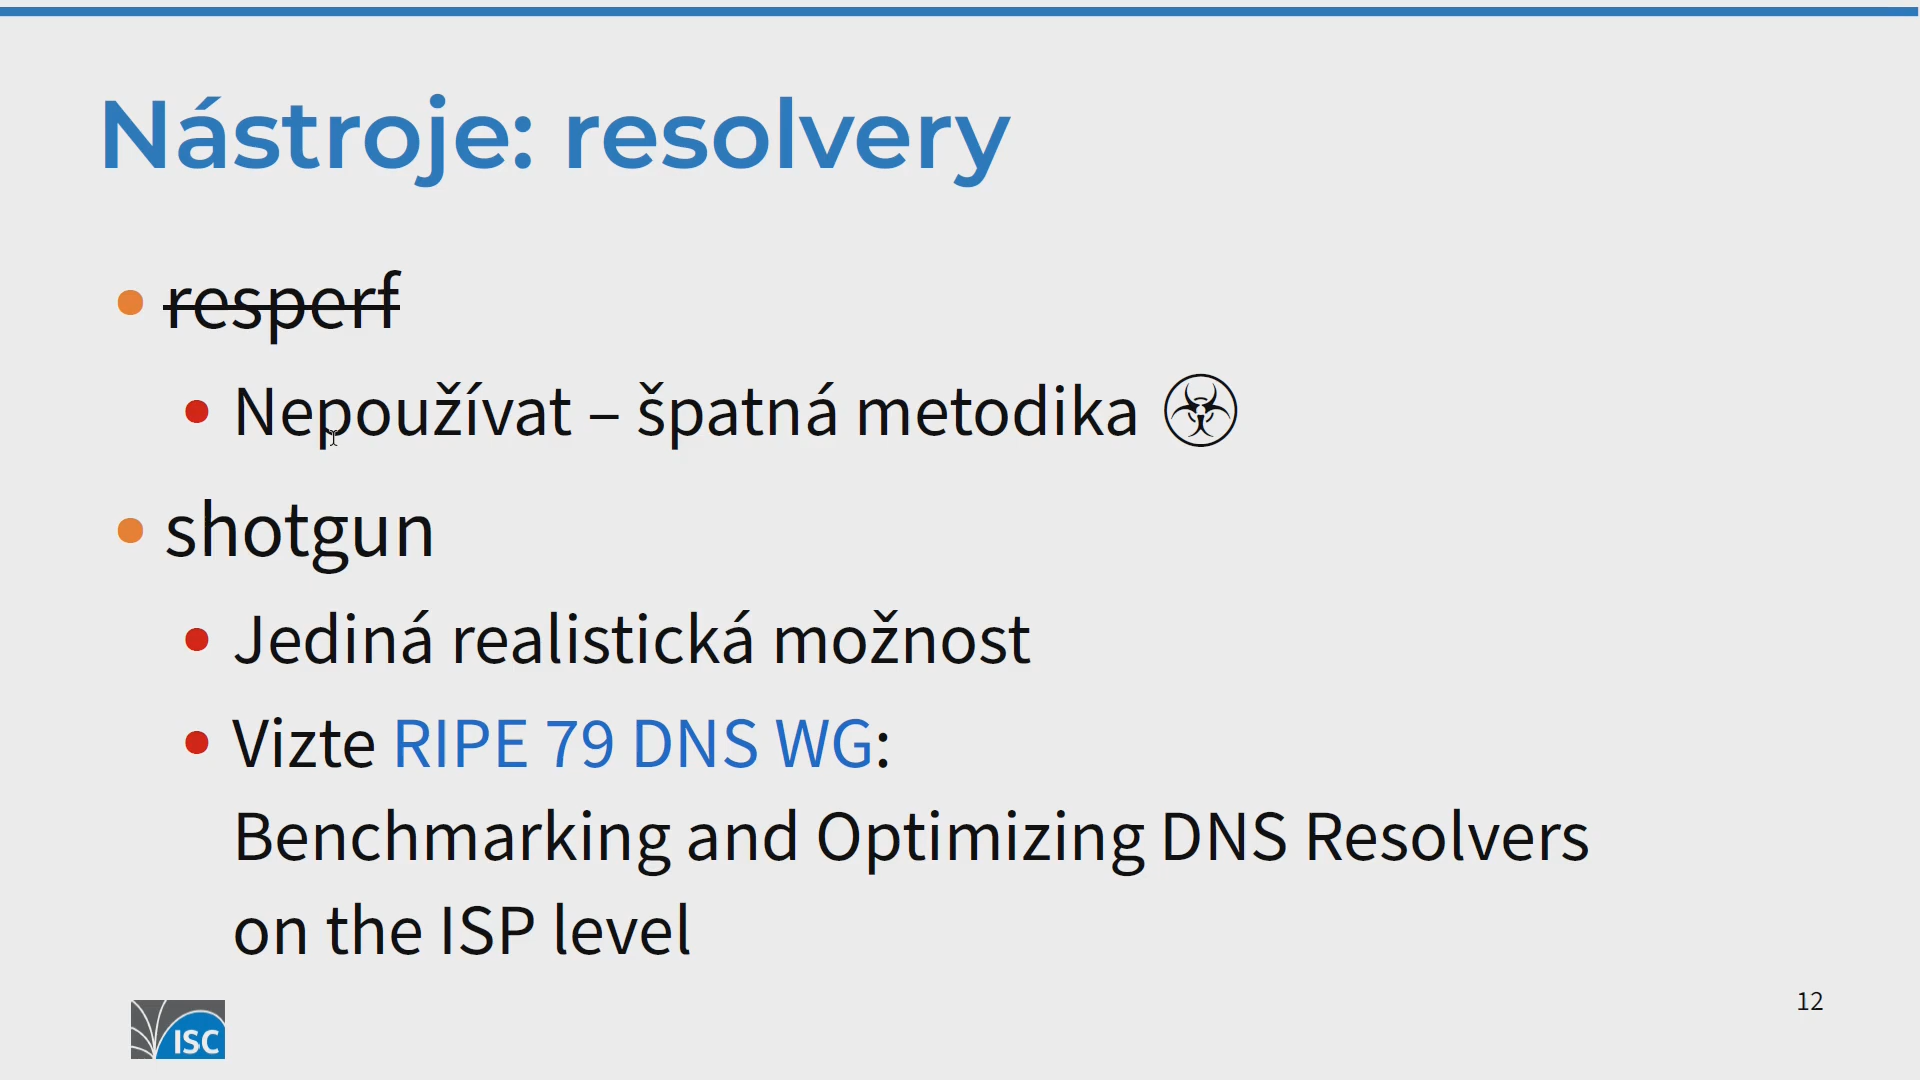 Nástroje: resolvery
resperf
Nepoužívat – špatná metodika ☣
shotgun
Jediná realistická možnost
Vizte RIPE 79 DNS WG:
Benchmarking and Optimizing DNS Resolvers
on the ISP level
ISC
12